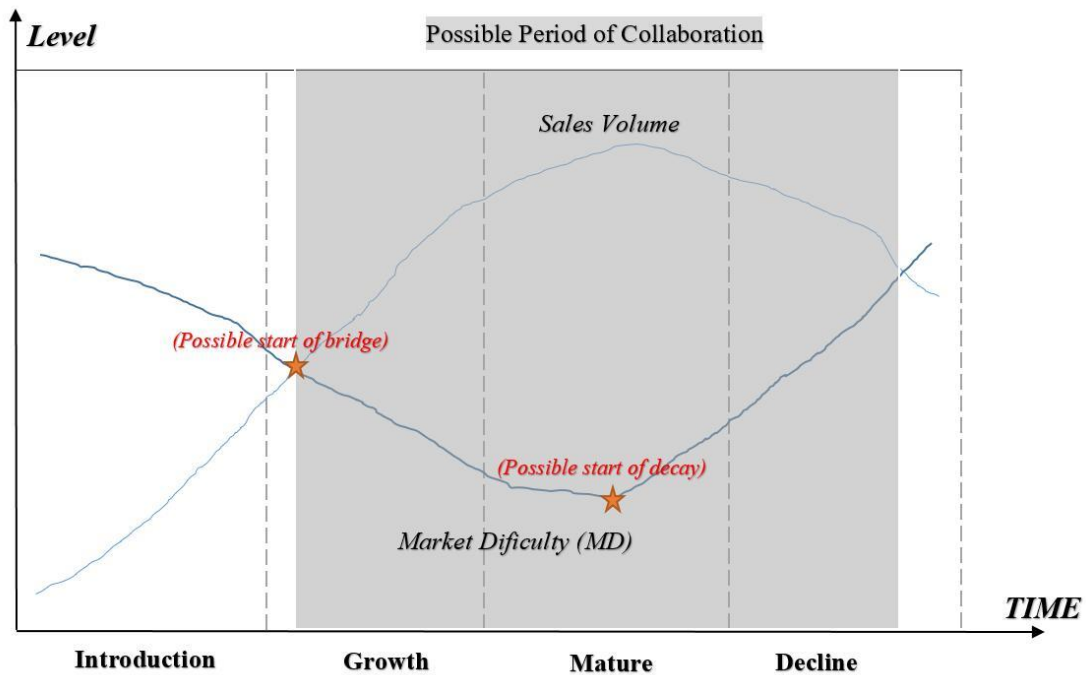 Level
Possible Period of Collaboration
Sales Volume
(Possible start of bridge)
(Possible start of decay)
Market Dificulty (MD)
TIME
Introduction
Growth
Mature
Decline